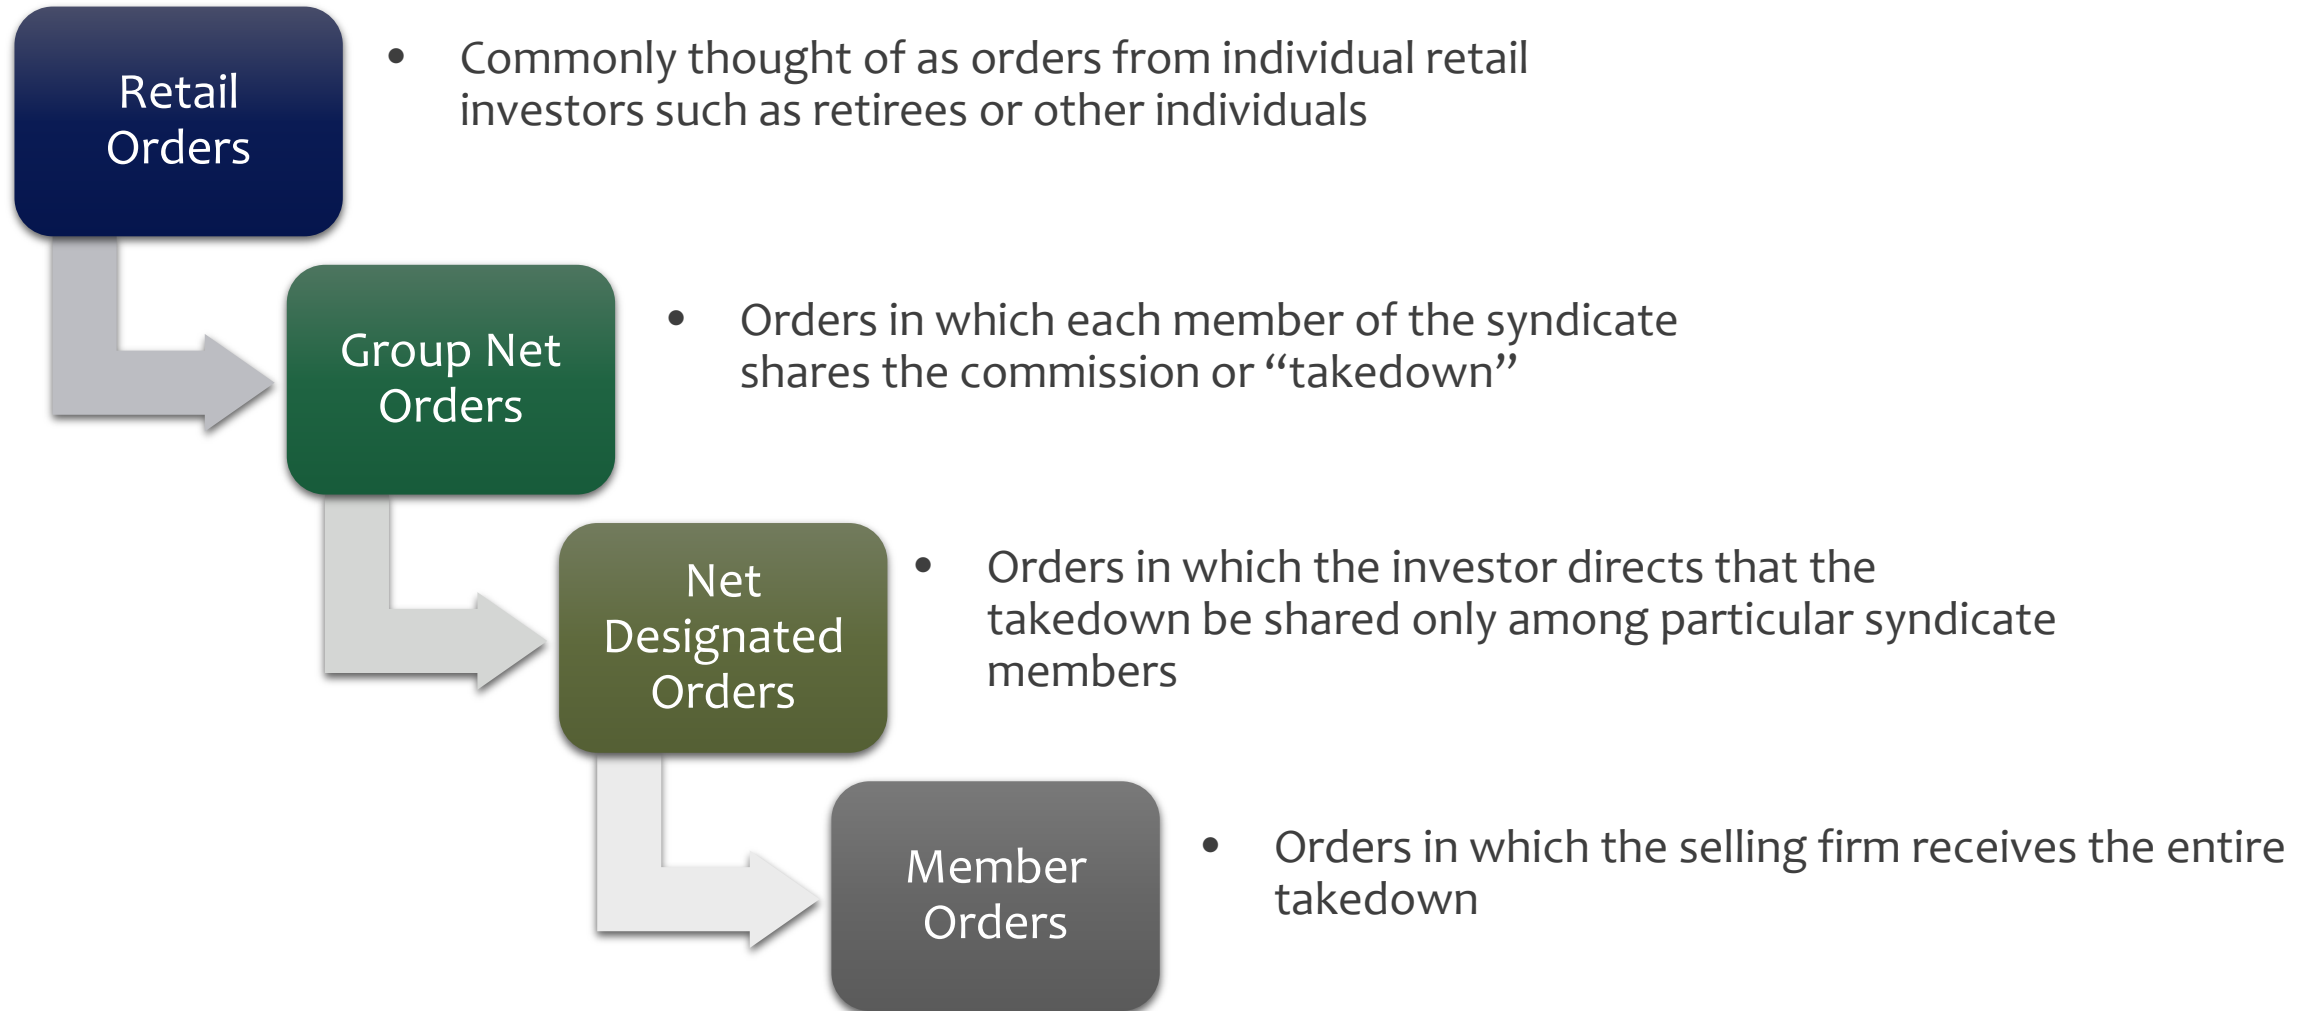 Retail
Orders
• Commonly thought of as orders from individual retail
investors such as retirees or other individuals
Group Net
Orders
• Orders in which each member of the syndicate
shares the commission or “takedown”
Net
Designated
Orders
• Orders in which the investor directs that the
takedown be shared only among particular syndicate
members
Member
Orders
• Orders in which the selling firm receives the entire
takedown